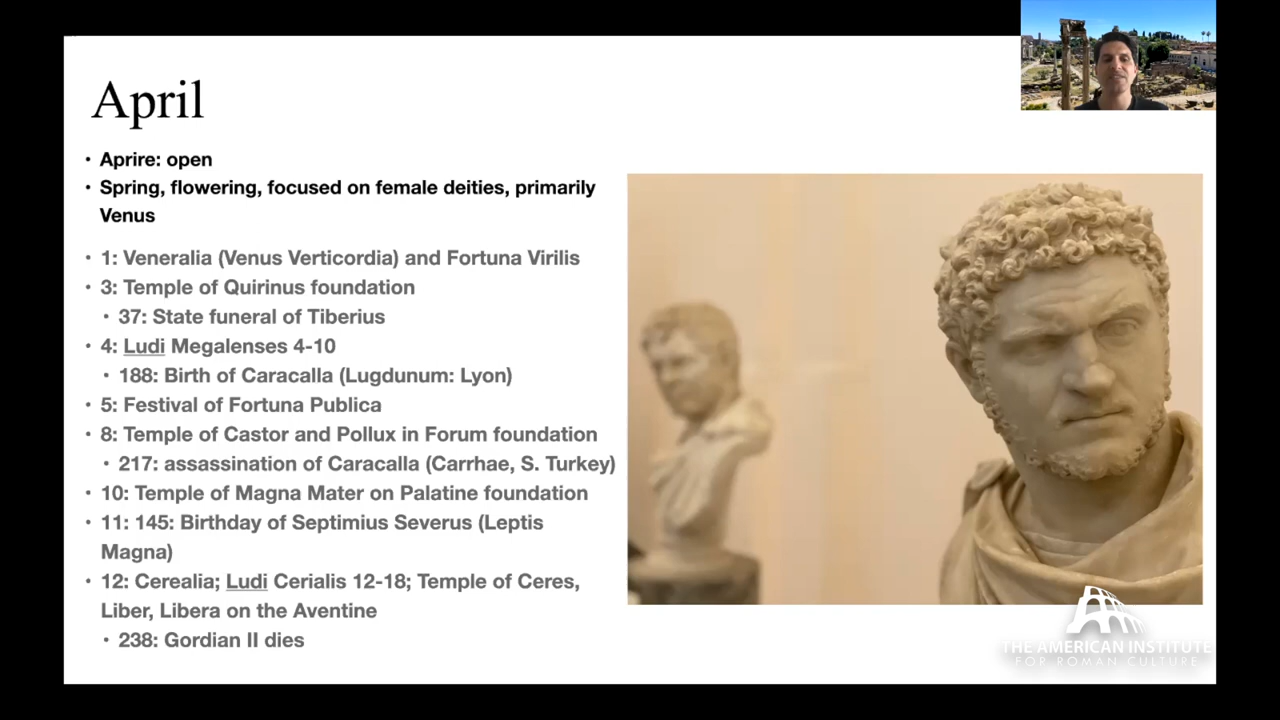 April
• Aprire: open
• Spring, flowering, focused on female deities, primarily
Venus
• 1: Veneralia (Venus Verticordia) and Fortuna Virilis
• 3: Temple of Quirinus foundation
• 37: State funeral of Tiberius
• 4: Ludi Megalenses 4-10
• 188: Birth of Caracalla (Lugdunum: Lyon)
• 5: Festival of Fortuna Publica
• 8: Temple of Castor and Pollux in Forum foundation
• 217: assassination of Caracalla (Carrhae, S. Turkey)
• 10: Temple of Magna Mater on Palatine foundation
• 11: 145: Birthday of Septimius Severus (Leptis
Magna)
• 12: Cerealia; Ludi Cerialis 12-18; Temple of Ceres,
Liber, Libera on the Aventine
• 238: Gordian II dies
THE AMERICAN INSTITUTE
FOR ROMAN CULTURE